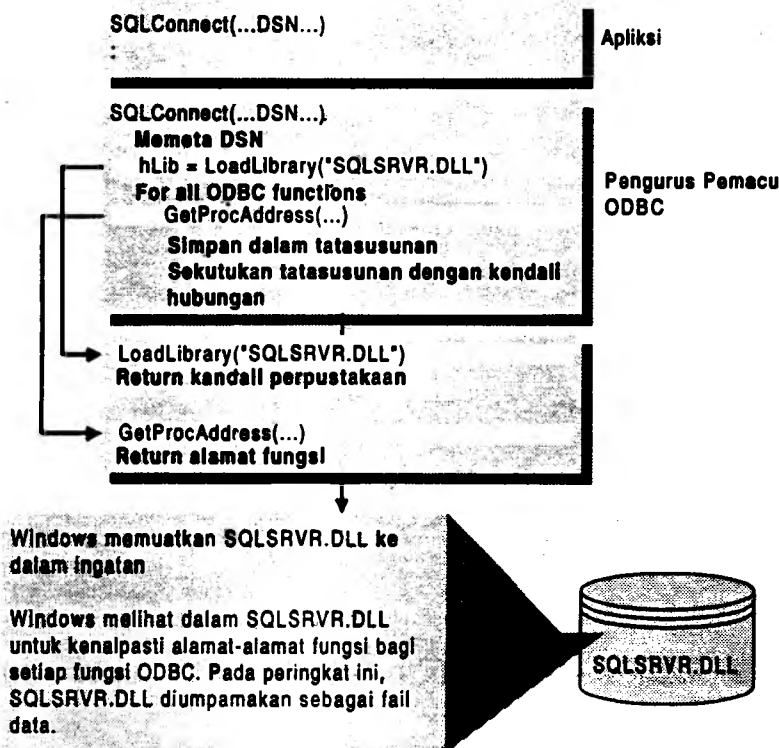 SQLConnect(...DSN...)
:
Apliksi
SQLConnect(...DSN...)
Memeta DSN
hLib = LoadLibrary("SQLSRVR.DLL")
For all ODBC functions
GetProcAddress(...)
Simpan dalam tatasusunan
Sekutukan tatasusunan dengan kendali
hubungan
Pengurus Pemacu
ODBC
LoadLibrary("SQLSRVR.DLL")
Return kandali perpustakaan
GetProcAddress(...)
Return alamat fungsi
Windows memuatkan SQLSRVR.DLL ke
dalam ingatan
Windows melihat dalam SQLSRVR.DLL
untuk kenalpasti alamat-alamat fungsi bagi
setiap fungsi ODBC. Pada peringkat ini,
SQLSRVR.DLL diumpamakan sebagai fail
data.
SQLSRVR.DLL